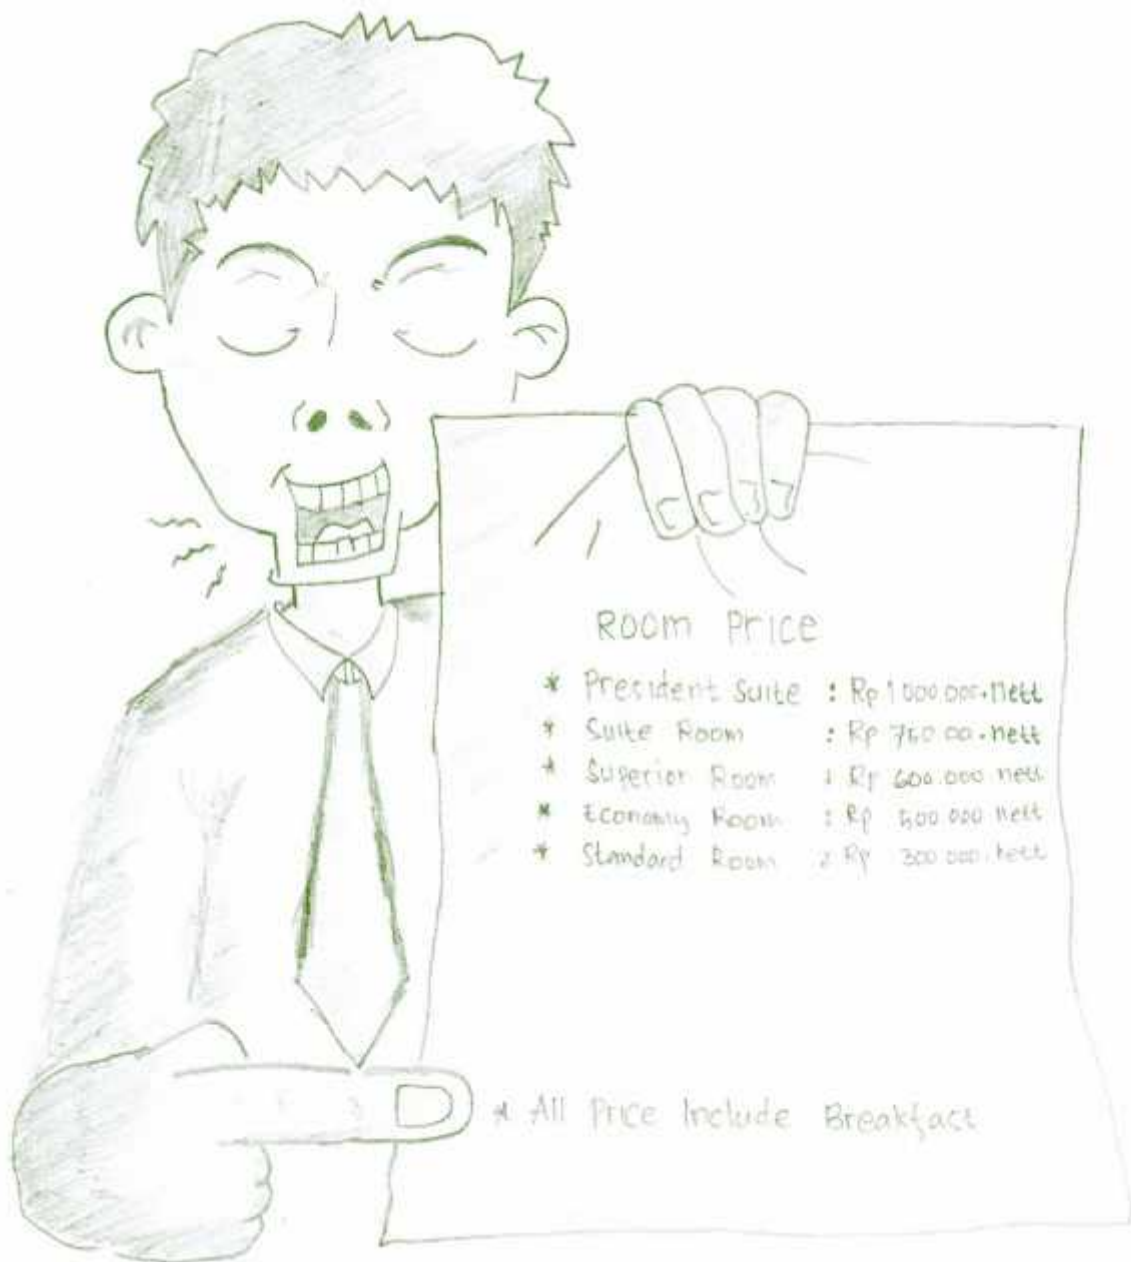 Room Price
* President Suite : Rp 1 000.000.nett
* Suite Room : Rp 750.00.nett
* Superior Room : Rp 600.000 nett
* Economy Room : Rp 500 000 nett
* Standard Room : Rp 300 000.nett
* All Price Include Breakfast